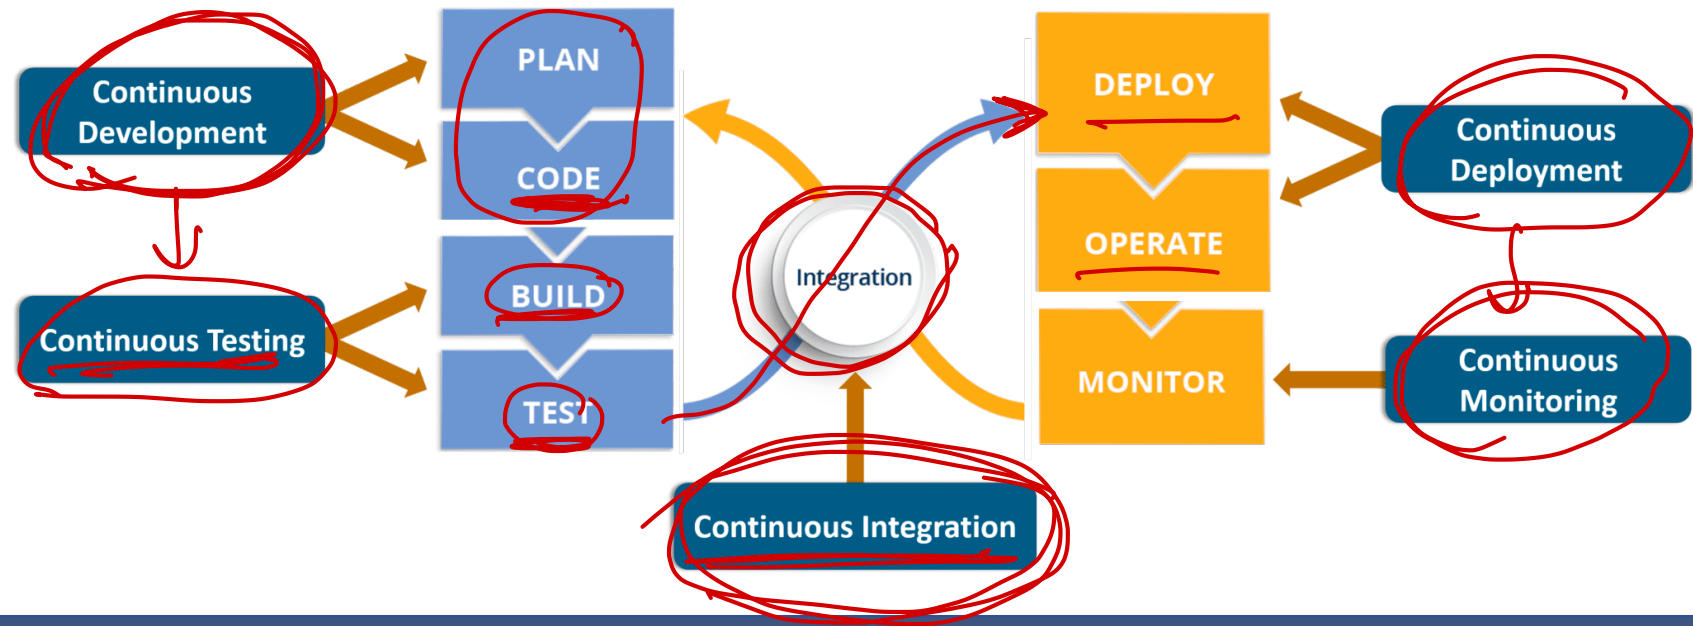 Continuous
Development
Continuous Testing
PLAN
CODE
BUILD
TEST
Integration
Continuous Integration
DEPLOY
OPERATE
MONITOR
Continuous
Deployment
Continuous
Monitoring